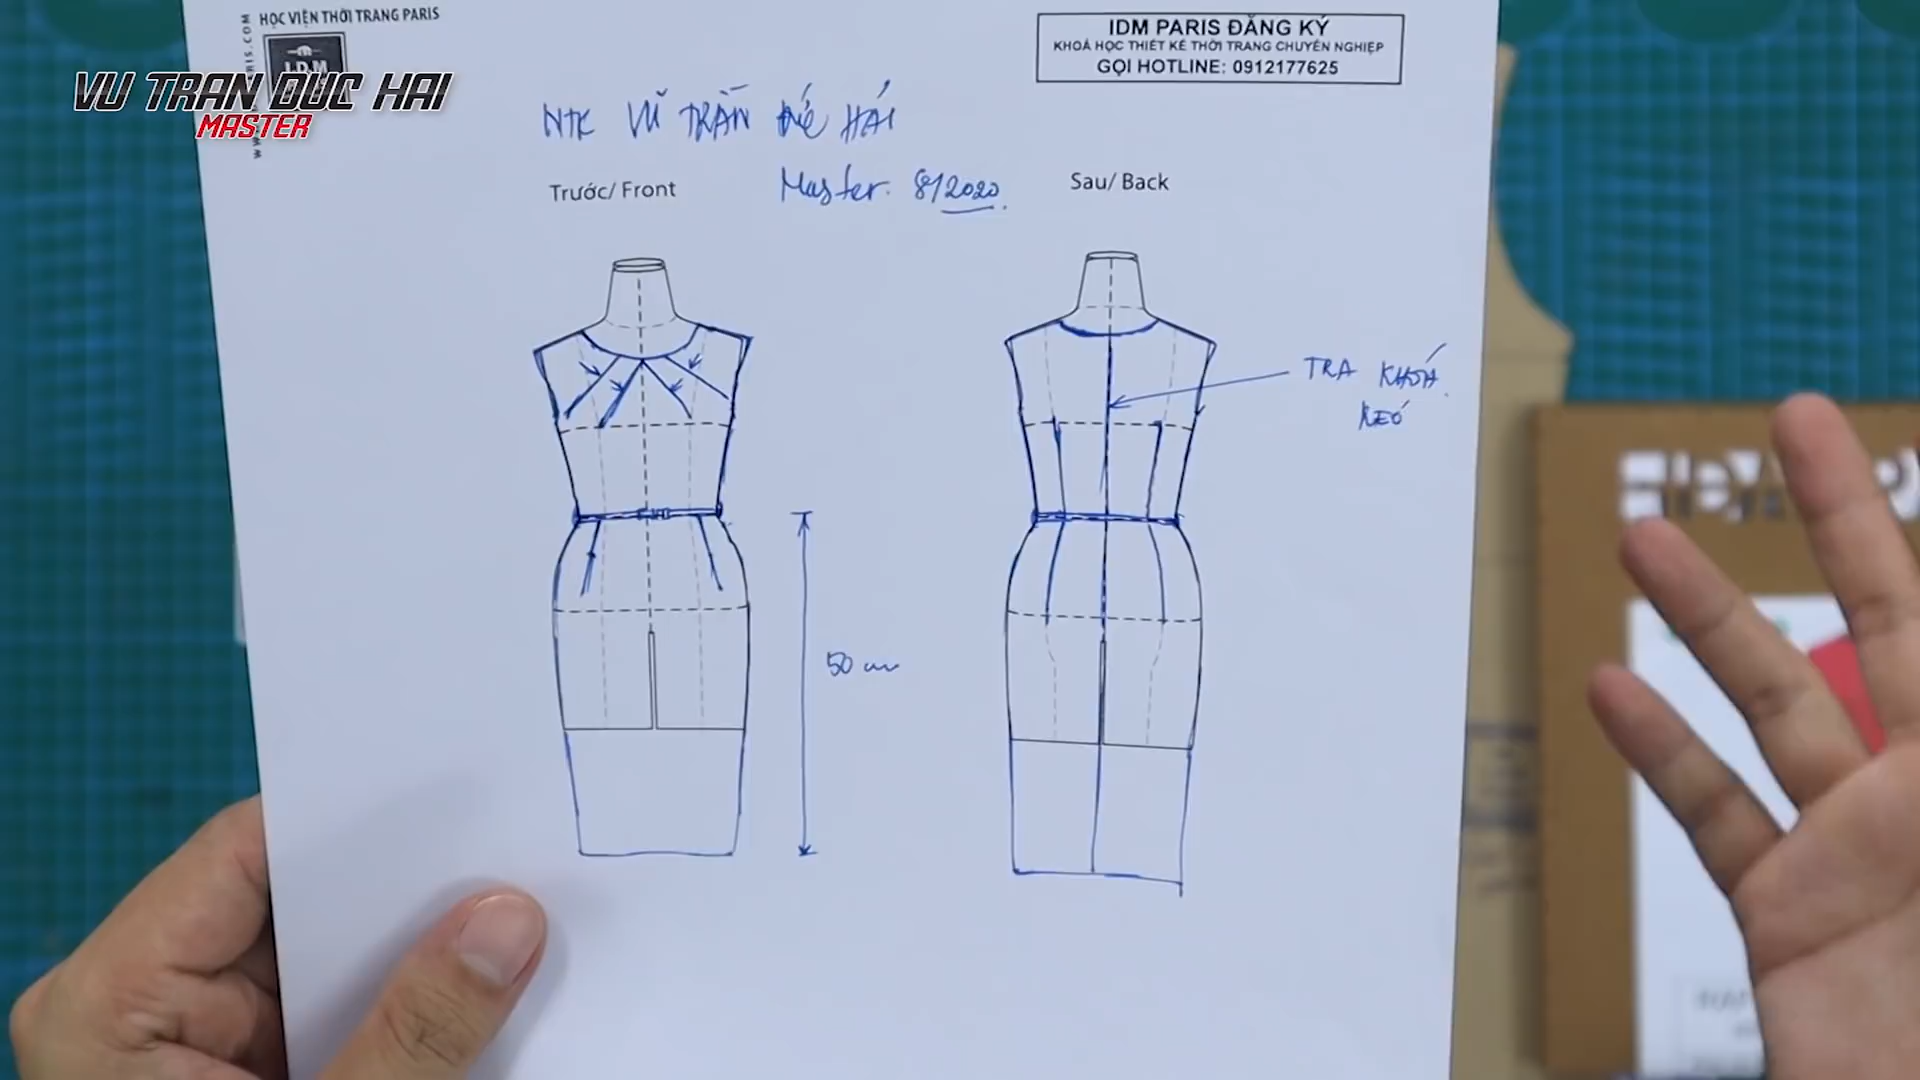 HỌC VIỆN THỜI TRANG PARIS
IDM
VU TRAN DUC HAI
MASTER
IDM PARIS ĐĂNG KÝ
KHOÁ HỌC THIẾT KẾ THỜI TRANG CHUYÊN NGHIỆP
GỌI HOTLINE: 0912177625
NTK VŨ TRẦN ĐỨC HẢI
Master. 8/2020.
Trước/ Front
Sau/ Back
TRA KHOÁ
KEÓ
50 cm